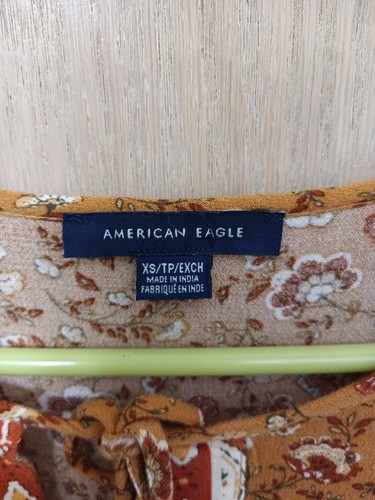 AMERICAN EAGLE
XS/TP/EXCH
MADE IN INDIA
FABRIQUÉ EN INDE